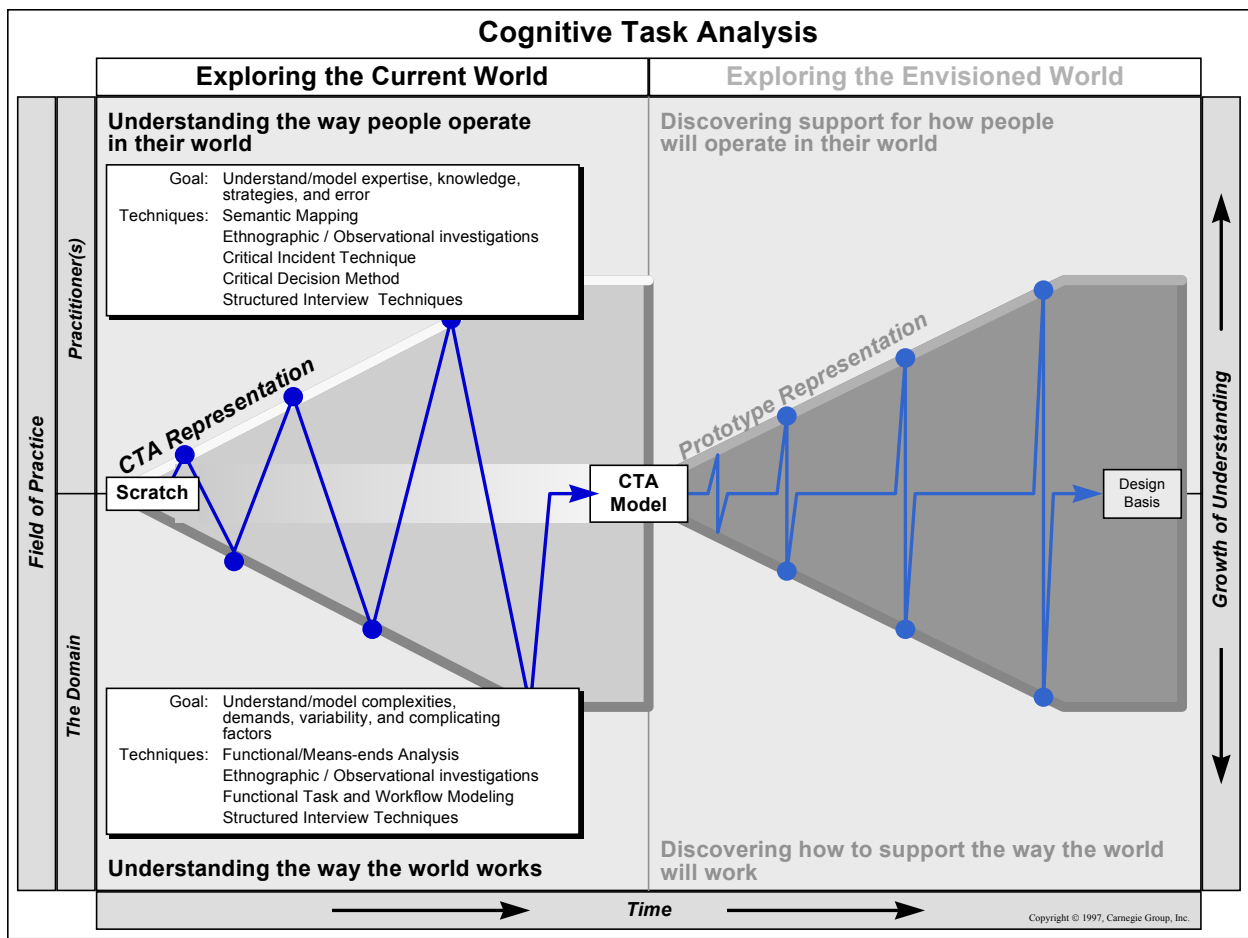 Cognitive Task Analysis
Exploring the Current World
Exploring the Envisioned World
Understanding the way people operate
in their world
Discovering support for how people
will operate in their world
Goal: Understand/model expertise, knowledge,
strategies, and error
Techniques: Semantic Mapping
Ethnographic / Observational investigations
Critical Incident Technique
Critical Decision Method
Structured Interview Techniques
Practitioner(s)
Field of Practice
The Domain
CTA Representation
Scratch
CTA
Model
Prototype Representation
Design
Basis
Growth of Understanding
Goal: Understand/model complexities,
demands, variability, and complicating
factors
Techniques: Functional/Means-ends Analysis
Ethnographic / Observational investigations
Functional Task and Workflow Modeling
Structured Interview Techniques
Understanding the way the world works
Discovering how to support the way the world
will work
Time
Copyright © 1997, Carnegie Group, Inc.